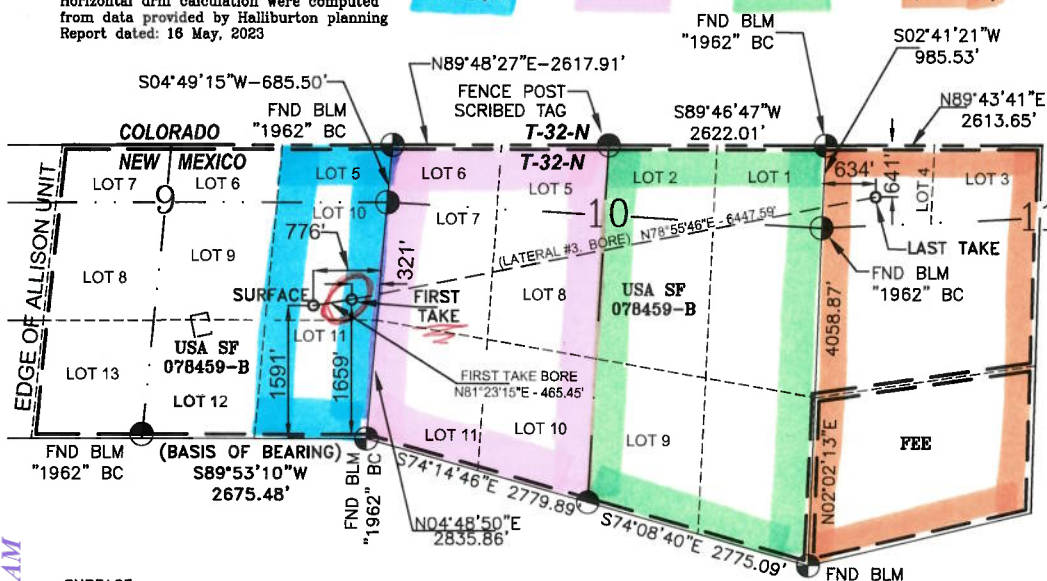 Horizontal drill calculation were computed
from data provided by Halliburton planning
Report dated: 16 May, 2023
FND BLM
"1962" BC
S02°41'21"W
985.53'
S04°49'15"W-685.50'
N89°48'27"E-2617.91'
FND BLM
"1962" BC
FENCE POST
SCRIBED TAG
S89°46'47"W
2622.01'
N89°43'41"E
2613.65'
COLORADO
NEW MEXICO
T-32-N
T-32-N
LOT 7
LOT 6
LOT 5
LOT 6
LOT 5
LOT 2
LOT 1
634'
641'
LOT 4
LOT 3
9
LOT 10
LOT 7
10
776'
321'
(LATERAL #3, BORE) N78°55'46"E - 6447.59'
LAST TAKE
FND BLM
"1962" BC
EDGE OF ALLISON UNIT
LOT 8
LOT 9
SURFACE
FIRST
TAKE
LOT 8
USA SF
078459-B
4058.87'
LOT 11
USA SF
078459-B
1591'
1659'
LOT 13
LOT 12
FIRST TAKE BORE
N81°23'15"E - 465.45'
LOT 11
LOT 10
LOT 9
FEE
N02°02'13"E
FND BLM
"1962" BC
(BASIS OF BEARING)
S89°53'10"W
2675.48'
FND BLM
"1962" BC
S74°14'46"E 2779.89'
N04°48'50"E
2835.86'
S74°08'40"E 2775.09'
FND BLM
AM